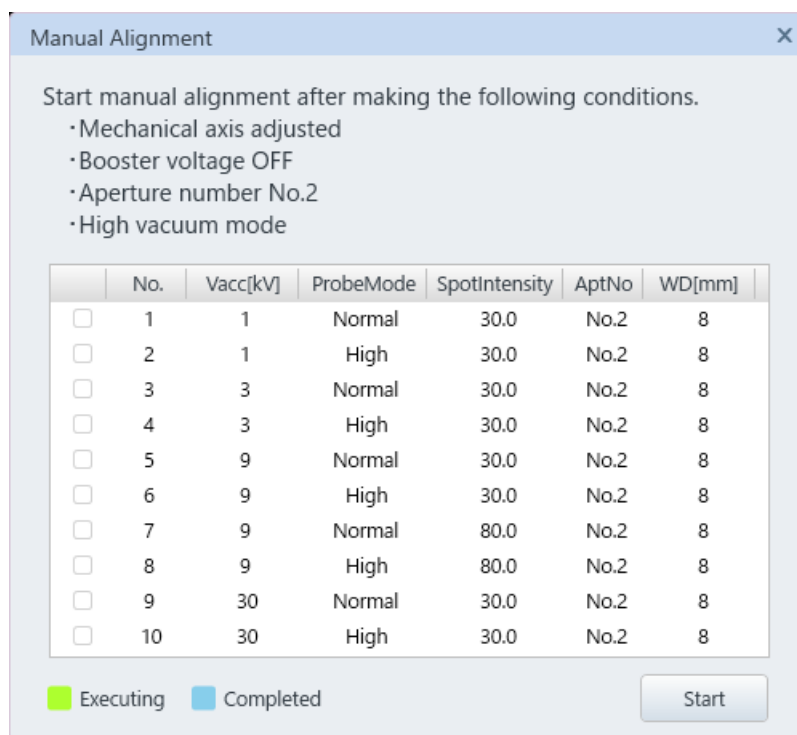 Manual Alignment
Start manual alignment after making the following conditions.
・Mechanical axis adjusted
・Booster voltage OFF
・Aperture number No.2
・High vacuum mode
No. Vacc[kV] ProbeMode SpotIntensity AptNo WD[mm]
1 1 Normal 30.0 No.2 8
2 1 High 30.0 No.2 8
3 3 Normal 30.0 No.2 8
4 3 High 30.0 No.2 8
5 9 Normal 30.0 No.2 8
6 9 High 30.0 No.2 8
7 9 Normal 80.0 No.2 8
8 9 High 80.0 No.2 8
9 30 Normal 30.0 No.2 8
10 30 High 30.0 No.2 8
Executing Completed Start